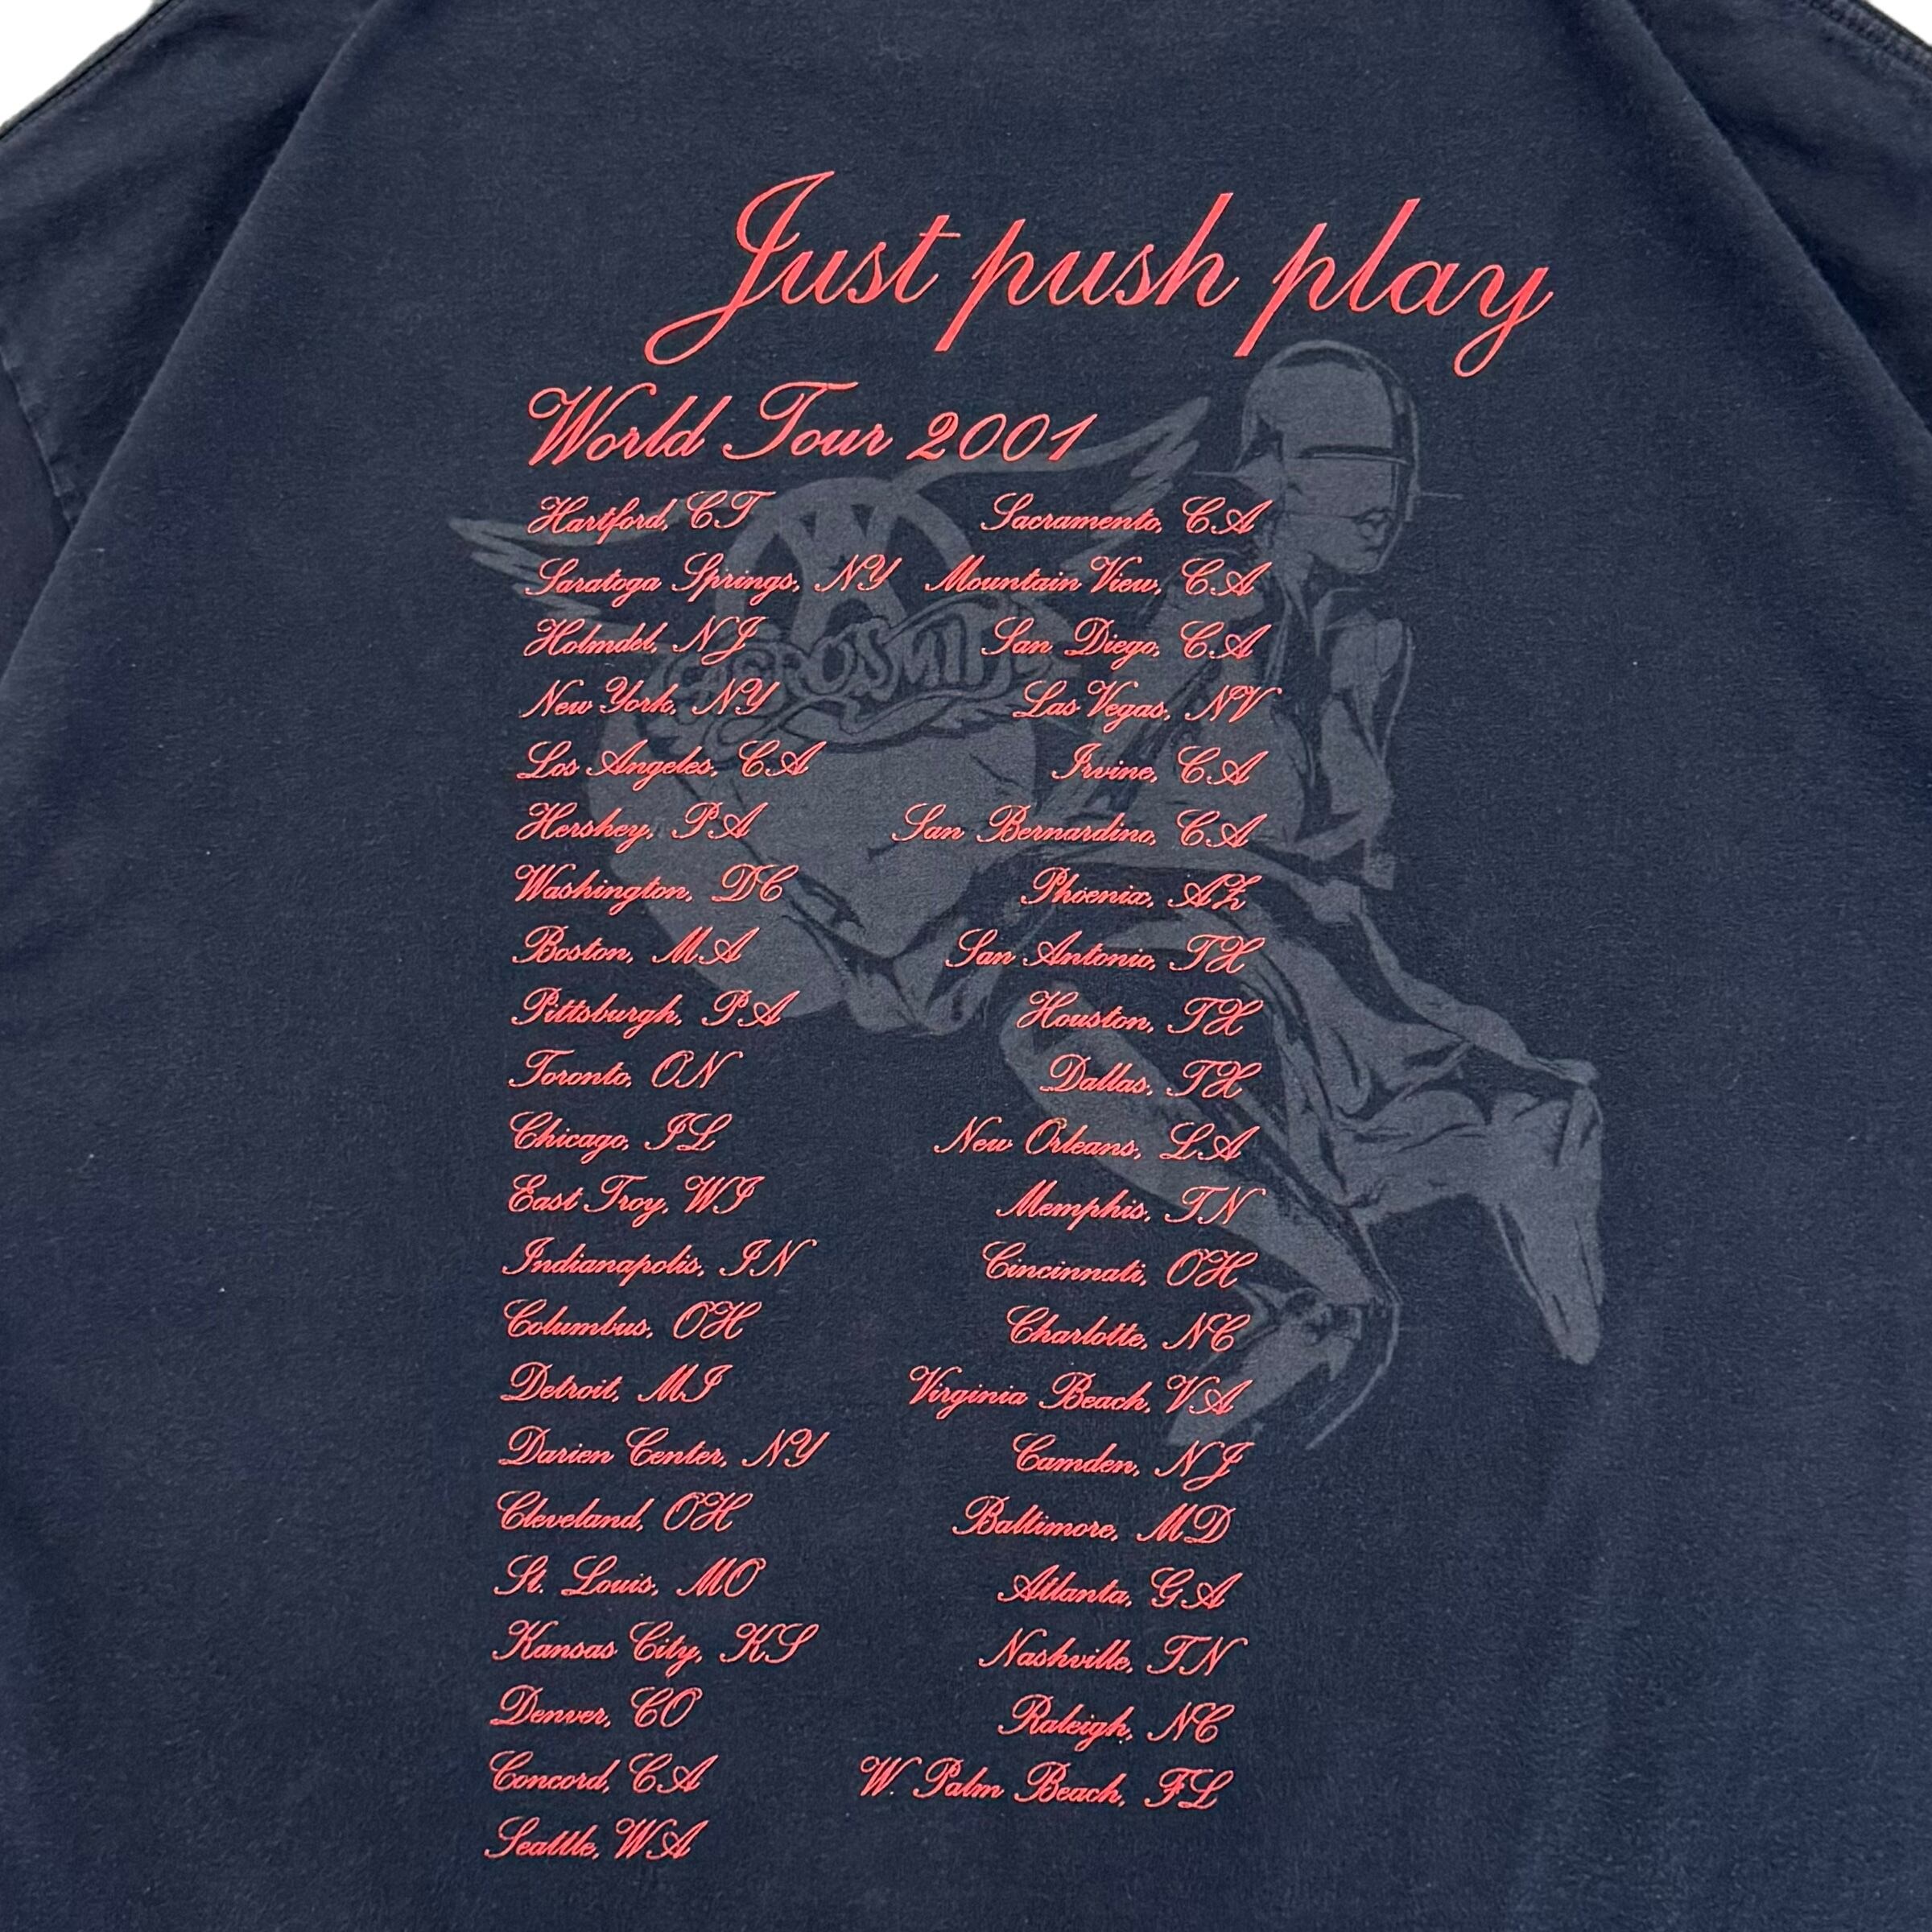 Just push play
World Tour 2001
Hartford, CT
Saratoga Springs, NY
Holmdel, NJ
New York, NY
Los Angeles, CA
Hershey, PA
Washington, DC
Boston, MA
Pittsburgh, PA
Toronto, ON
Chicago, IL
East Troy, WI
Indianapolis, IN
Columbus, OH
Detroit, MI
Darien Center, NY
Cleveland, OH
St. Louis, MO
Kansas City, KS
Denver, CO
Concord, CA
Seattle, WA
Sacramento, CA
Mountain View, CA
San Diego, CA
Las Vegas, NV
Irvine, CA
San Bernardino, CA
Phoenix, AZ
San Antonio, TX
Houston, TX
Dallas, TX
New Orleans, LA
Memphis, TN
Cincinnati, OH
Charlotte, NC
Virginia Beach, VA
Camden, NJ
Baltimore, MD
Atlanta, GA
Nashville, TN
Raleigh, NC
W. Palm Beach, FL
AEROSMITH